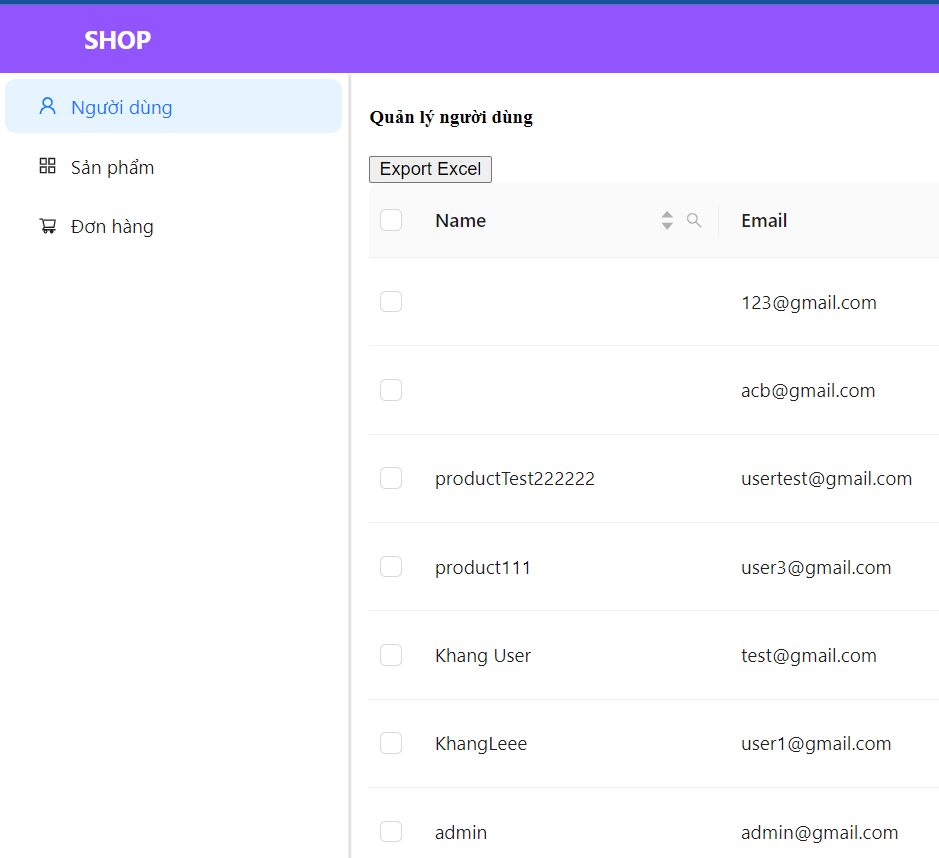 SHOP
Người dùng
Sản phẩm
Đơn hàng
Quản lý người dùng
Export Excel
Name Email
123@gmail.com
acb@gmail.com
productTest222222 usertest@gmail.com
product111 user3@gmail.com
Khang User test@gmail.com
KhangLeee user1@gmail.com
admin admin@gmail.com